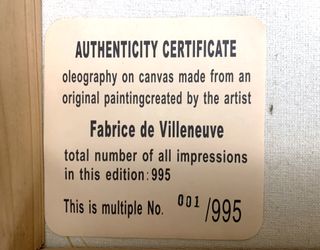 AUTHENTICITY CERTIFICATE
oleography on canvas made from an
original paintingcreated by the artist
Fabrice de Villeneuve
total number of all impressions
in this edition: 995
This is multiple No. 001 /995